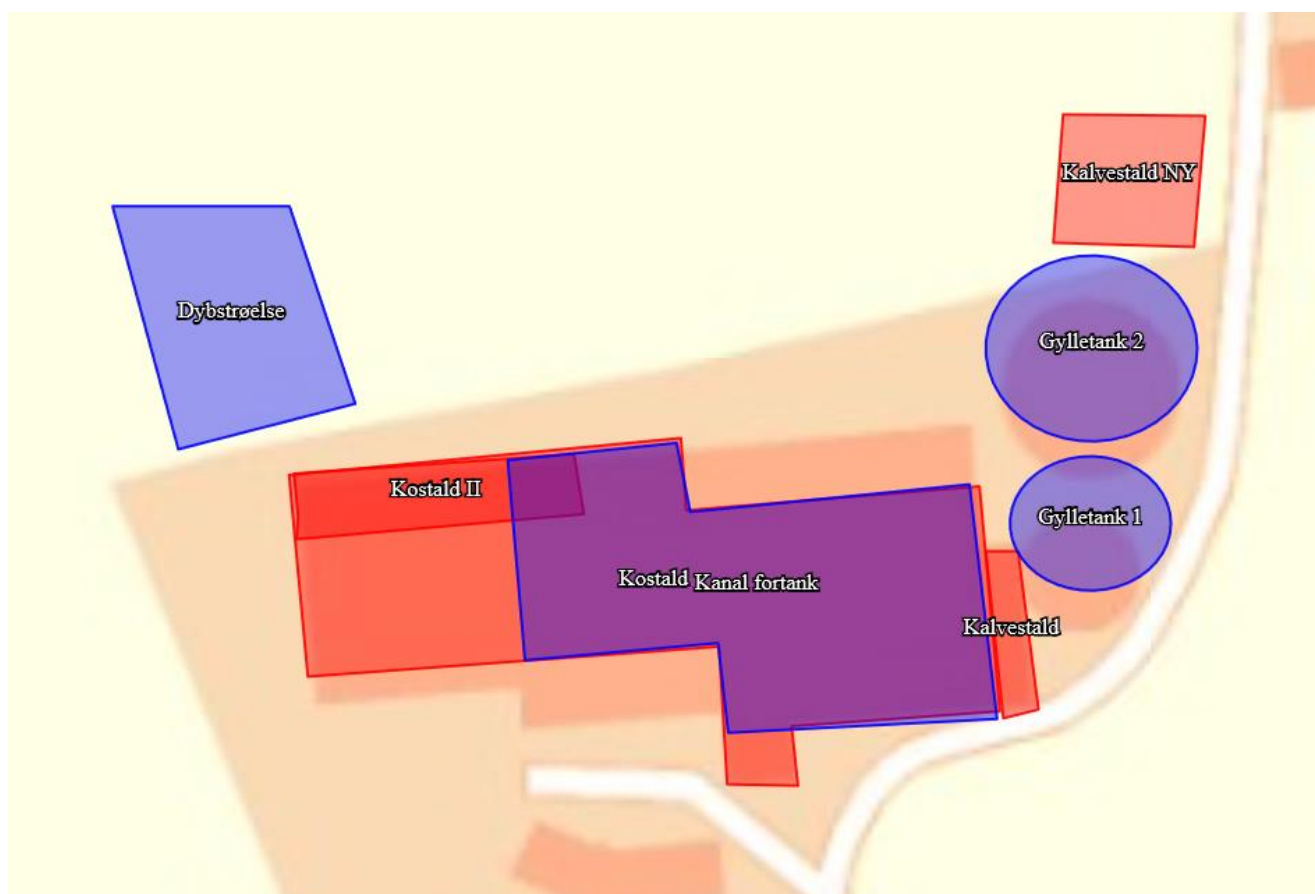 Kalvestald NY
Dybstrøelse
Gylletank 2
Kostald II
Gylletank 1
Kostald
Kanal fortank
Kalvestald